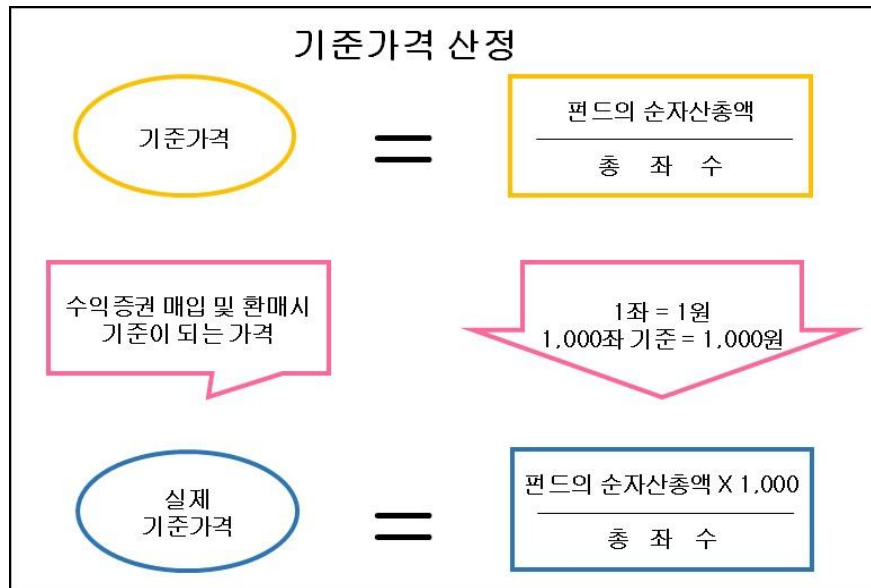 기준가격 산정
기준가격
=
펀드의 순자산총액
총 좌 수
수익증권 매입 및 환매시
기준이 되는 가격
1좌 = 1원
1,000좌 기준 = 1,000원
실제
기준가격
=
펀드의 순자산총액 X 1,000
총 좌 수